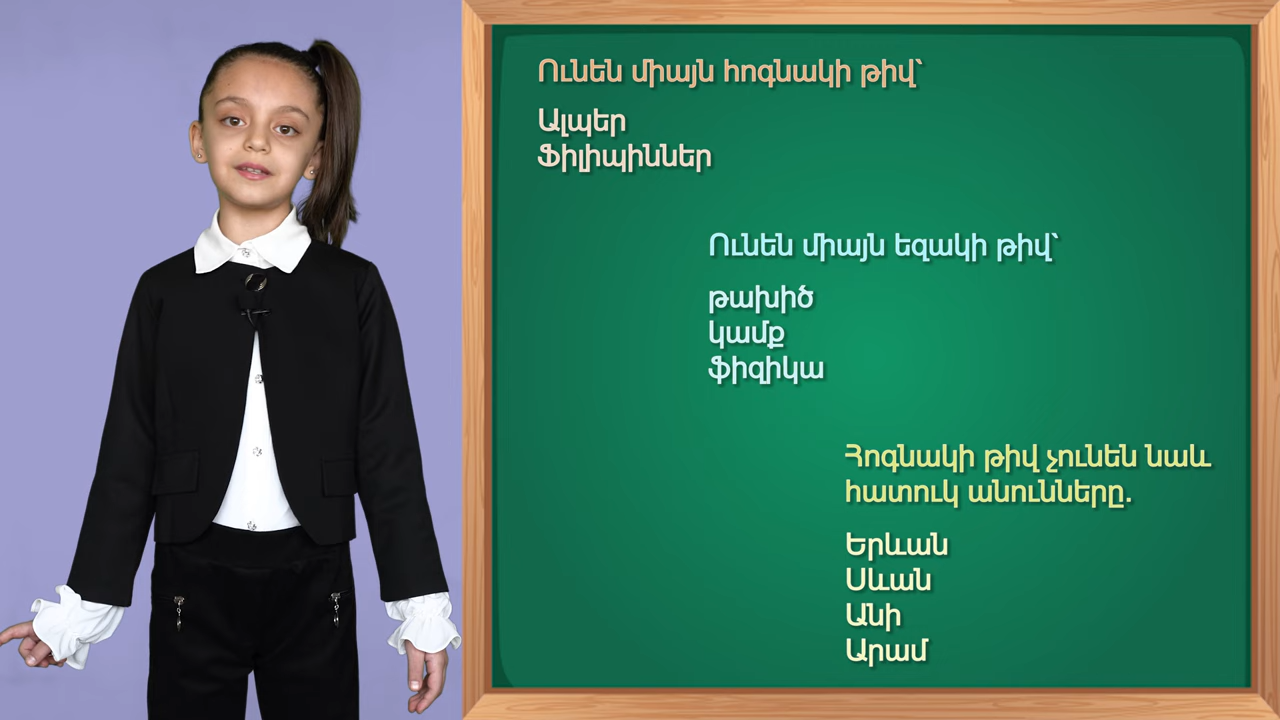 Ունեն միայն հոգնակի թիվ՝
Ալպեր
Ֆիլիպիններ
Ունեն միայն եզակի թիվ՝
թախիծ
կամք
ֆիզիկա
Հոգնակի թիվ չունեն նաև
հատուկ անունները.
Երևան
Սևան
Անի
Արամ